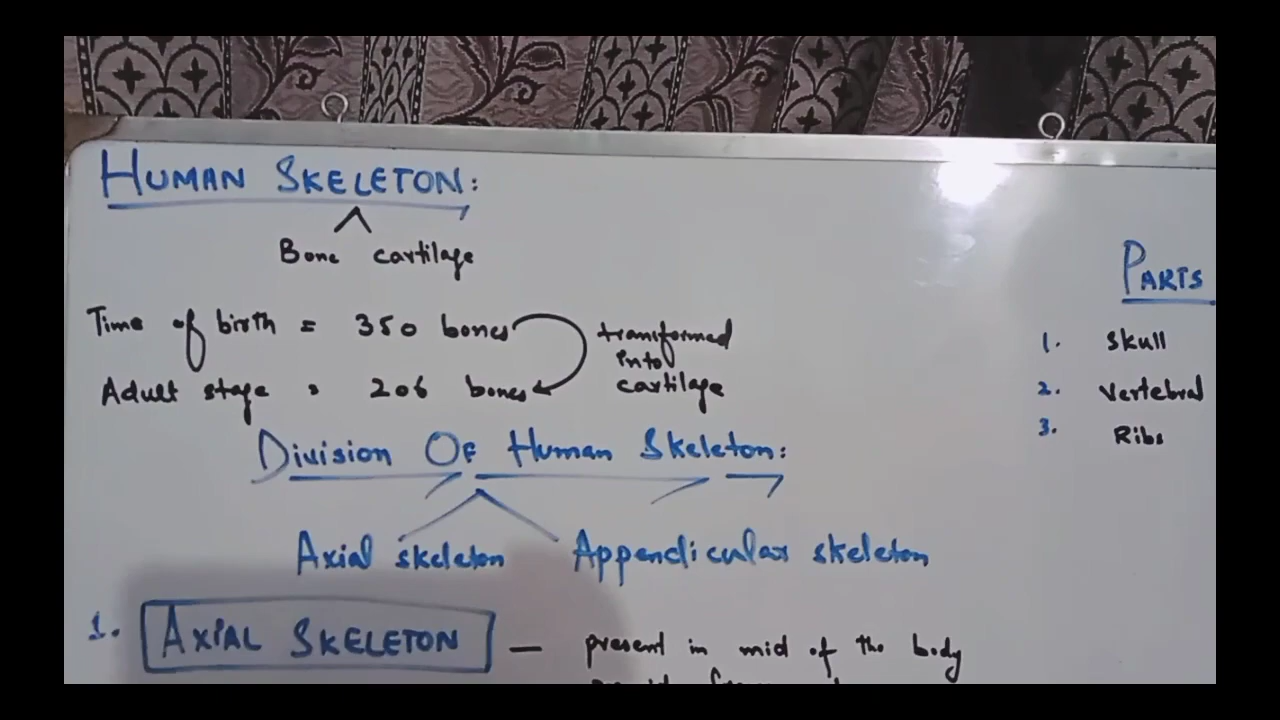 HUMAN SKELETON:
Bone cartilage
Time of birth = 350 bones
transformed
into
cartilage
Adult stage = 206 bones
Division Of Human Skeleton:
Axial skeleton Appendicular skeleton
1. AXIAL SKELETON — present in mid of the body
PARTS
1. Skull
2. Vertebral
3. Ribs